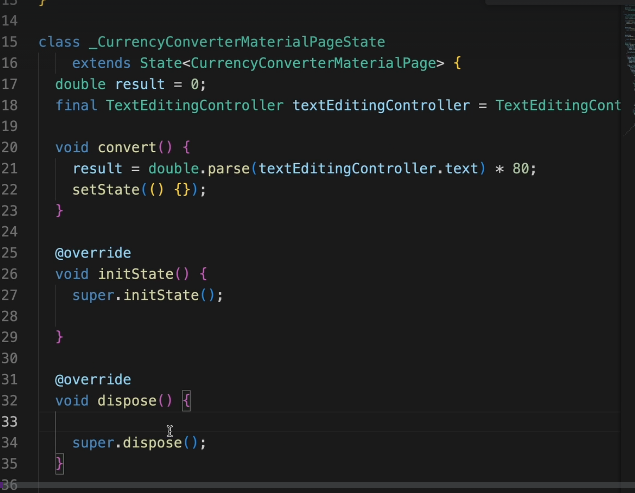 13 }
14
15 class _CurrencyConverterMaterialPageState
16 extends State<CurrencyConverterMaterialPage> {
17 double result = 0;
18 final TextEditingController textEditingController = TextEditingCont
19
20 void convert() {
21 result = double.parse(textEditingController.text) * 80;
22 setState(() {});
23 }
24
25 @override
26 void initState() {
27 super.initState();
28
29 }
30
31 @override
32 void dispose() {
33
34 super.dispose();
35 }
36